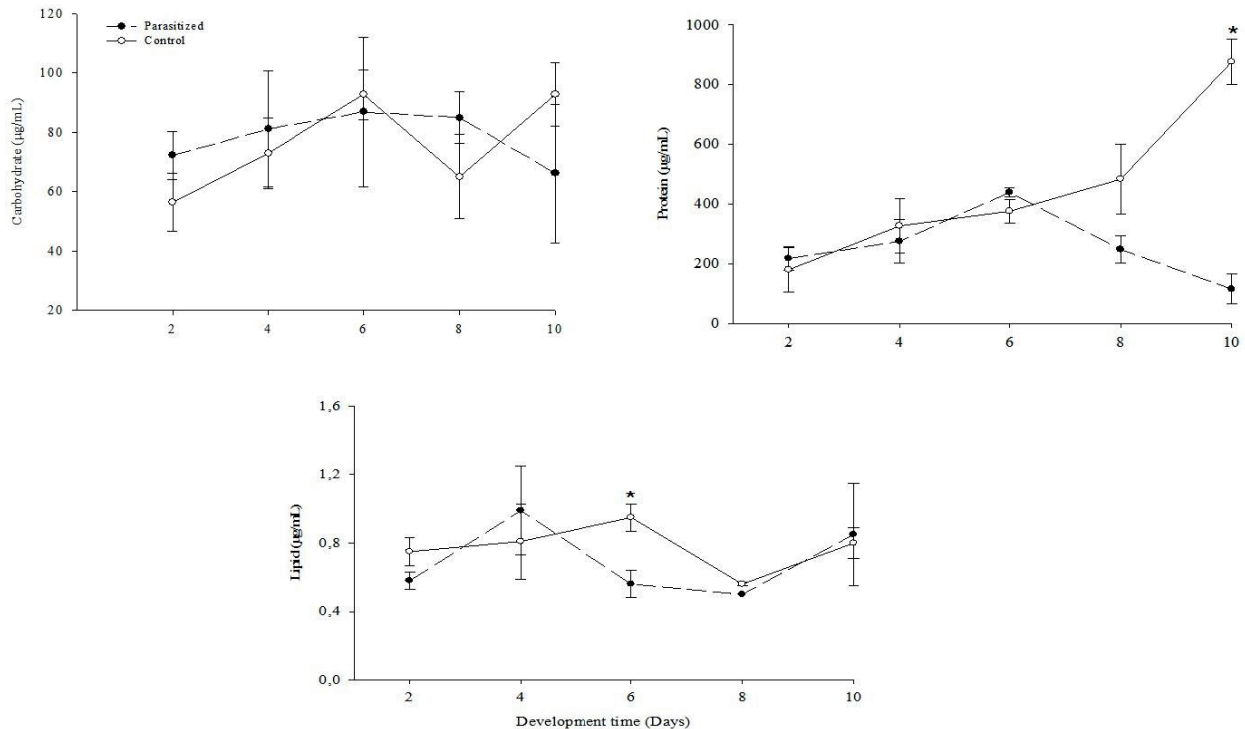 Parasitized
Control
Carbohydrate (µg/mL)
120
100
80
60
40
20
2 4 6 8 10
Protein (µg/mL)
1000
800
600
400
200
0
*
2 4 6 8 10
Lipid (µg/mL)
1,6
1,2
0,8
0,4
0,0
*
2 4 6 8 10
Development time (Days)